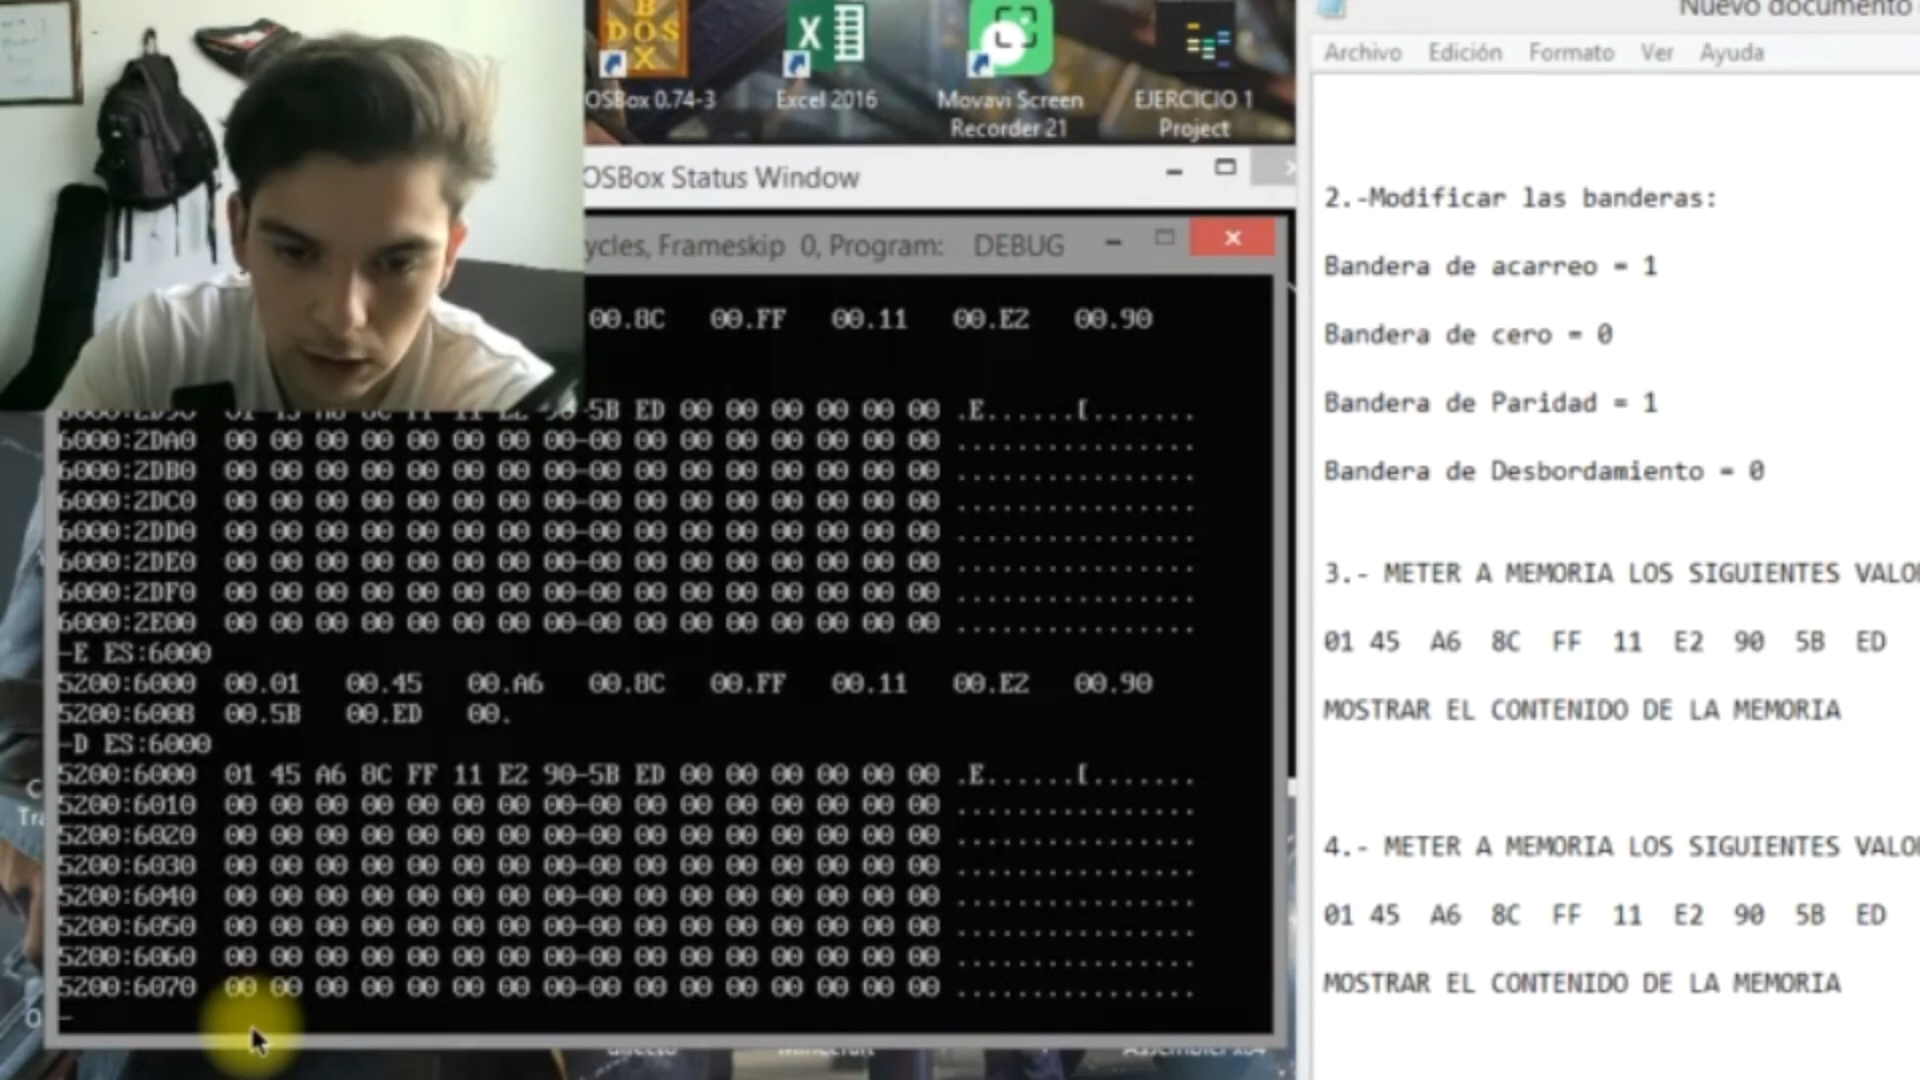 BOX
DOS
OSBox 0.74-3
Excel 2016
Movavi Screen
Recorder 21
EJERCICIO 1
Project
OSBox Status Window
ycles, Frameskip 0, Program: DEBUG
00.8C 00.FF 00.11 00.E2 00.90
5B ED 00 00 00 00 00 00 .E......[.......
6000:2DA0 00 00 00 00 00 00 00 00-00 00 00 00 00 00 00 00 ................
6000:2DB0 00 00 00 00 00 00 00 00-00 00 00 00 00 00 00 00 ................
6000:2DC0 00 00 00 00 00 00 00 00-00 00 00 00 00 00 00 00 ................
6000:2DD0 00 00 00 00 00 00 00 00-00 00 00 00 00 00 00 00 ................
6000:2DE0 00 00 00 00 00 00 00 00-00 00 00 00 00 00 00 00 ................
6000:2DF0 00 00 00 00 00 00 00 00-00 00 00 00 00 00 00 00 ................
6000:2E00 00 00 00 00 00 00 00 00-00 00 00 00 00 00 00 00 ................
-E ES:6000
5200:6000 00.01 00.45 00.A6 00.8C 00.FF 00.11 00.E2 00.90
5200:6008 00.5B 00.ED 00.
-D ES:6000
5200:6000 01 45 A6 8C FF 11 E2 90-5B ED 00 00 00 00 00 00 .E......[.......
5200:6010 00 00 00 00 00 00 00 00-00 00 00 00 00 00 00 00 ................
5200:6020 00 00 00 00 00 00 00 00-00 00 00 00 00 00 00 00 ................
5200:6030 00 00 00 00 00 00 00 00-00 00 00 00 00 00 00 00 ................
5200:6040 00 00 00 00 00 00 00 00-00 00 00 00 00 00 00 00 ................
5200:6050 00 00 00 00 00 00 00 00-00 00 00 00 00 00 00 00 ................
5200:6060 00 00 00 00 00 00 00 00-00 00 00 00 00 00 00 00 ................
5200:6070 00 00 00 00 00 00 00 00-00 00 00 00 00 00 00 00 ................
-
Nuevo documento
Archivo Edición Formato Ver Ayuda
2.-Modificar las banderas:
Bandera de acarreo = 1
Bandera de cero = 0
Bandera de Paridad = 1
Bandera de Desbordamiento = 0
3.- METER A MEMORIA LOS SIGUIENTES VALO
01 45 A6 8C FF 11 E2 90 5B ED
MOSTRAR EL CONTENIDO DE LA MEMORIA
4.- METER A MEMORIA LOS SIGUIENTES VALO
01 45 A6 8C FF 11 E2 90 5B ED
MOSTRAR EL CONTENIDO DE LA MEMORIA